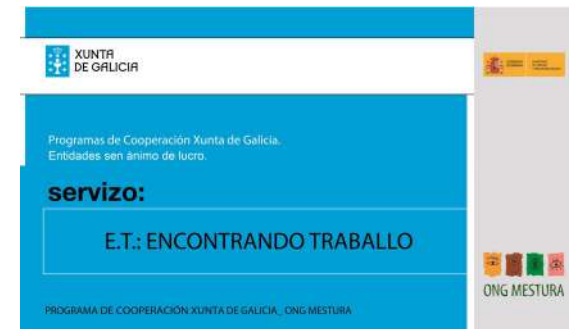 XUNTA
DE GALICIA
Programas de Cooperación Xunta de Galicia.
Entidades sen ánimo de lucro.
servizo:
E.T.: ENCONTRANDO TRABALLO
PROGRAMA DE COOPERACIÓN XUNTA DE GALICIA_ ONG MESTURA
ONG MESTURA